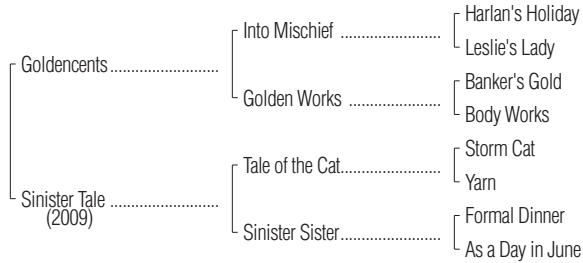 Harlan's Holiday
Into Mischief ....................
Leslie's Lady
Goldencents ......................
Banker's Gold
Golden Works ....................
Body Works
Storm Cat
Tale of the Cat....................
Yarn
Sinister Tale ......................
(2009)
Formal Dinner
Sinister Sister....................
As a Day in June